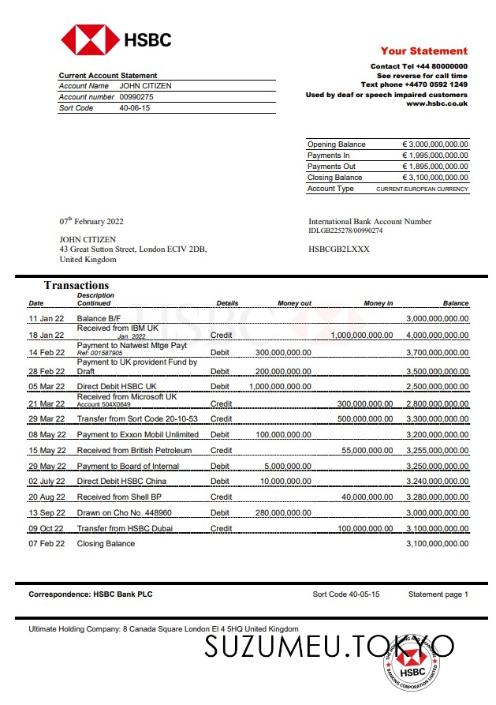 HSBC
Your Statement
Contact Tel +44 80000000
See reverse for call time
Text phone +4470 0592 1249
Used by deaf or speech impaired customers
www.hsbc.co.uk
Current Account Statement
Account Name JOHN CITIZEN
Account number 00990275
Sort Code 40-06-15
Opening Balance € 3,000,000,000.00
Payments In € 1,995,000,000.00
Payments Out € 1,895,000,000.00
Closing Balance € 3,100,000,000.00
Account Type CURRENT/EUROPEAN CURRENCY
07th February 2022
International Bank Account Number
IDLGB225278/00990274
JOHN CITIZEN
43 Great Sutton Street, London ECIV 2DB,
United Kingdom
HSBCGB2LXXX
Transactions
Date Description Continued Details Money out Money in Balance
11 Jan 22 Balance B/F 3,000,000,000.00
18 Jan 22 Received from IBM UK Jan. 2022 Credit 1,000,000,000.00 4,000,000,000.00
14 Feb 22 Payment to Natwest Mtge Payt Ref: 001587905 Debit 300,000,000.00 3,700,000,000.00
28 Feb 22 Payment to UK provident Fund by Draft Debit 200,000,000.00 3,500,000,000.00
05 Mar 22 Direct Debit HSBC UK Debit 1,000,000,000.00 2,500,000,000.00
21 Mar 22 Received from Microsoft UK Account 504X0649 Credit 300,000,000.00 2,800,000,000.00
29 Mar 22 Transfer from Sort Code 20-10-53 Credit 500,000,000.00 3,300,000,000.00
08 May 22 Payment to Exxon Mobil Unlimited Debit 100,000,000.00 3,200,000,000.00
15 May 22 Received from British Petroleum Credit 55,000,000.00 3,255,000,000.00
29 May 22 Payment to Board of Internal Debit 5,000,000.00 3,250,000,000.00
02 July 22 Direct Debit HSBC China Debit 10,000,000.00 3.240,000,000.00
20 Aug 22 Received from Shell BP Credit 40,000,000.00 3,280.000,000.00
13 Sep 22 Drawn on Cho No. 448960 Debit 280,000,000.00 3,000,000,000.00
09 Oct 22 Transfer from HSBC Dubai Credit 100,000,000.00 3,100,000,000.00
07 Feb 22 Closing Balance 3,100,000,000.00
Correspondence: HSBC Bank PLC Sort Code 40-05-15 Statement page 1
Ultimate Holding Company: 8 Canada Square London EI 4 5HQ United Kingdom
SUZUMEU.TOKYO
HSBC